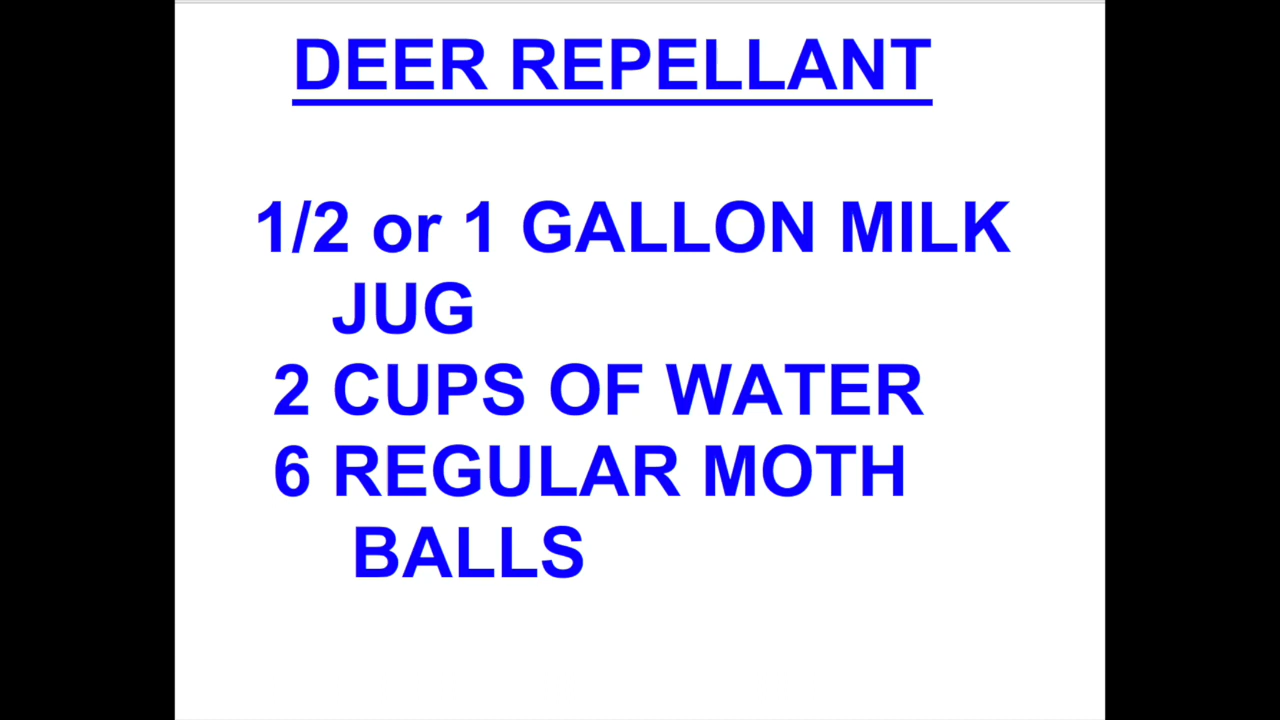 DEER REPELLANT
1/2 or 1 GALLON MILK
JUG
2 CUPS OF WATER
6 REGULAR MOTH
BALLS